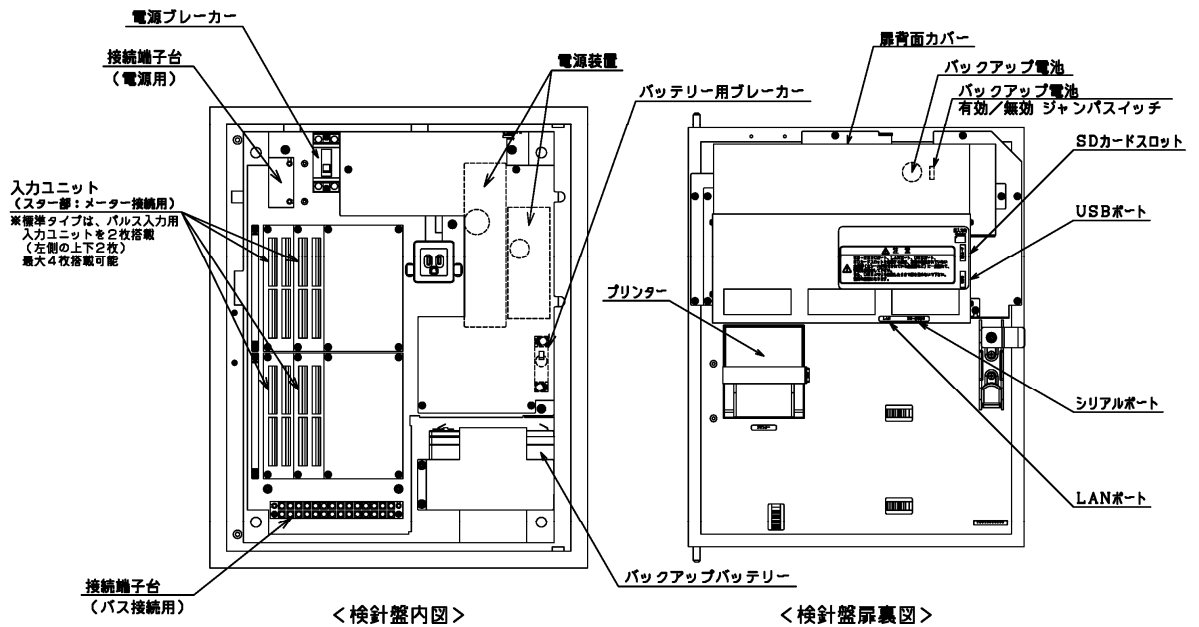 電源ブレーカー
接続端子台
（電源用）
電源装置
バッテリー用ブレーカー
入力ユニット
（スター部：メーター接続用）
※標準タイプは、パルス入力用
入力ユニットを2枚搭載
（左側の上下2枚）
最大4枚搭載可能
接続端子台
（バス接続用）
バックアップバッテリー
＜検針盤内図＞
扉背面カバー
バックアップ電池
バックアップ電池
有効／無効 ジャンパスイッチ
SDカードスロット
USBポート
プリンター
注意
LAN
シリアルポート
LANポート
＜検針盤扉裏図＞